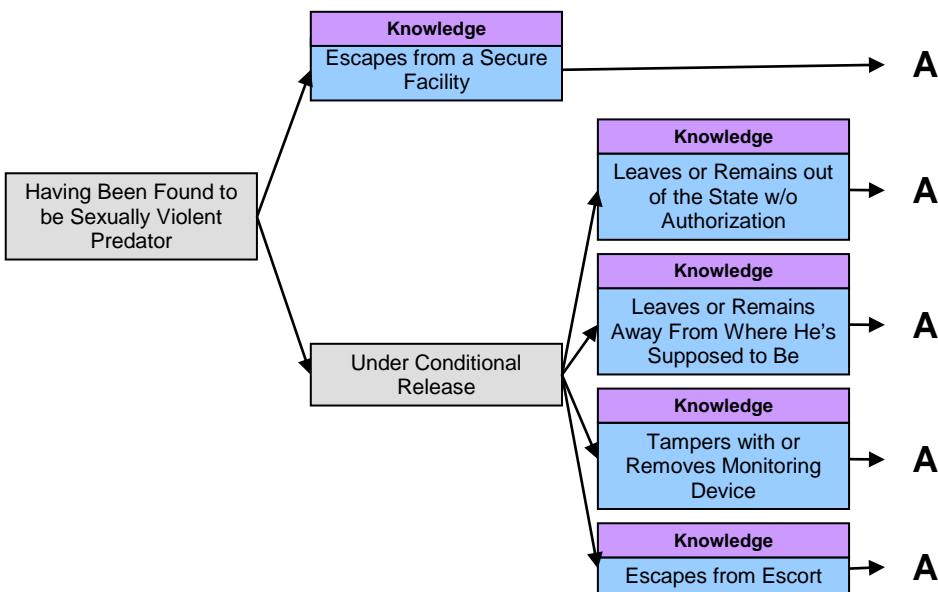 Knowledge
Escapes from a Secure
Facility
A
Having Been Found to
be Sexually Violent
Predator
Knowledge
Leaves or Remains out
of the State w/o
Authorization
A
Under Conditional
Release
Knowledge
Leaves or Remains
Away From Where He's
Supposed to Be
A
Knowledge
Tampers with or
Removes Monitoring
Device
A
Knowledge
Escapes from Escort
A